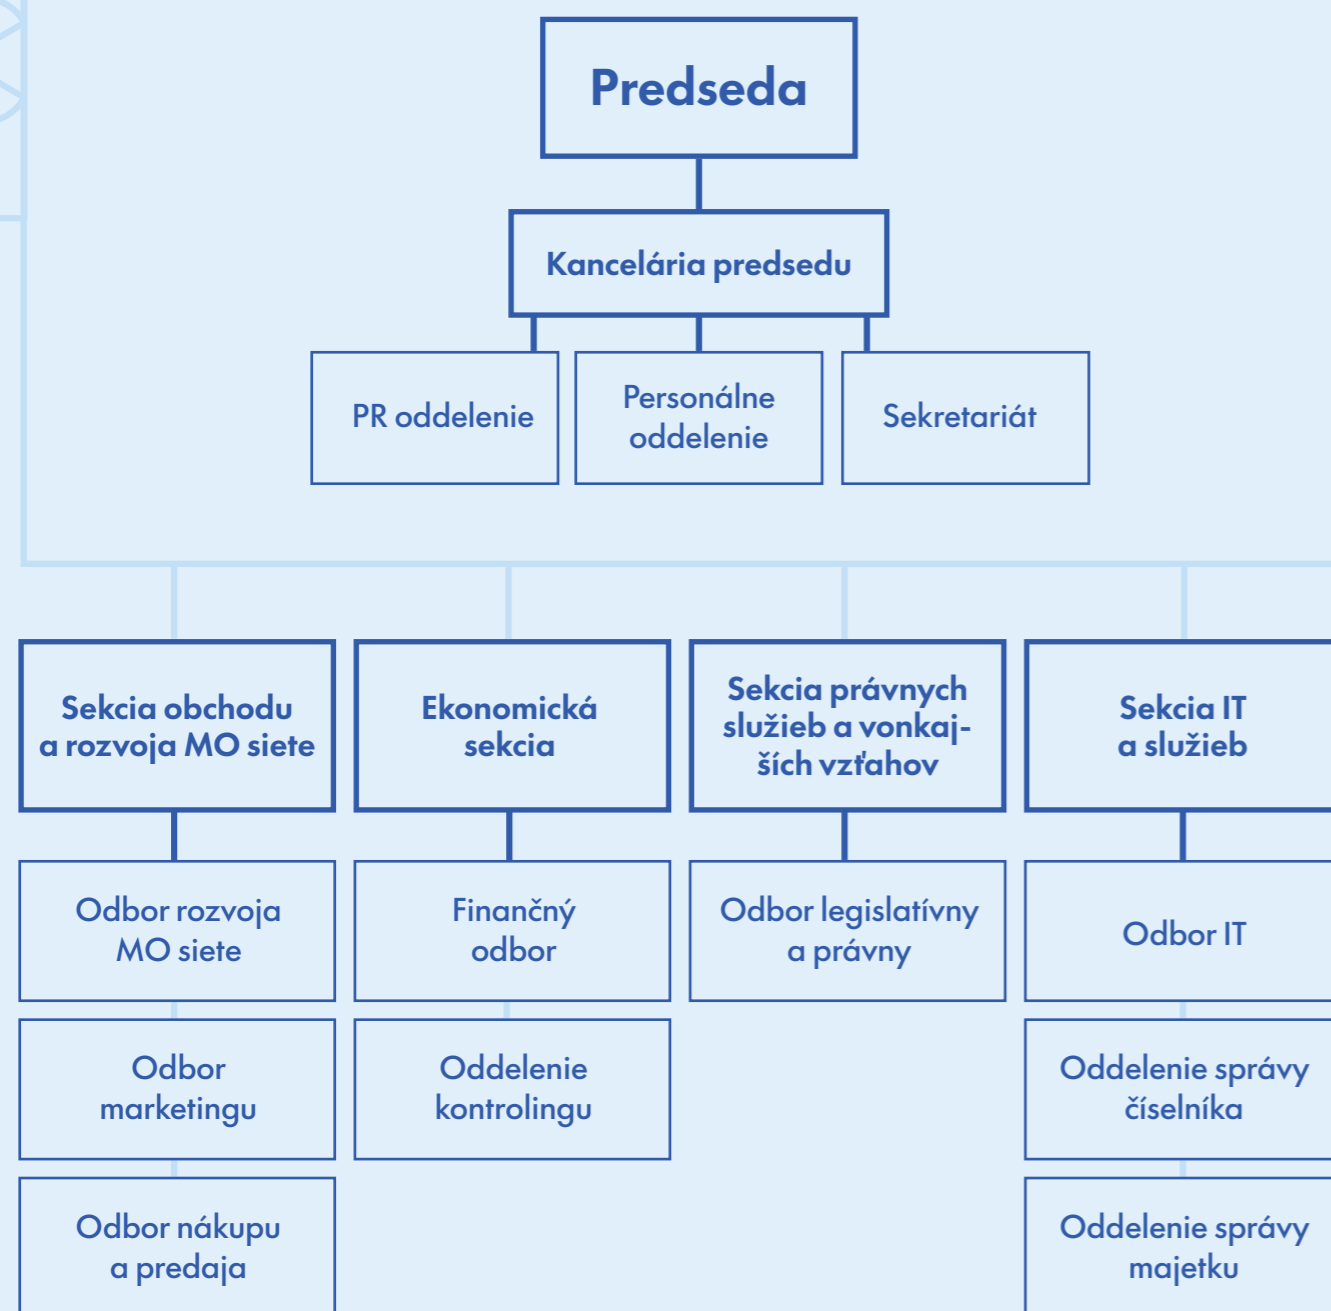 Predseda
Kancelária predsedu
PR oddelenie
Personálne
oddelenie
Sekretariát
Sekcia obchodu
a rozvoja MO siete
Ekonomická
sekcia
Sekcia právnych
služieb a vonkaj-
ších vzťahov
Sekcia IT
a služieb
Odbor rozvoja
MO siete
Finančný
odbor
Odbor legislatívny
a právny
Odbor IT
Odbor
marketingu
Oddelenie
kontrolingu
Oddelenie správy
číselníka
Odbor nákupu
a predaja
Oddelenie správy
majetku